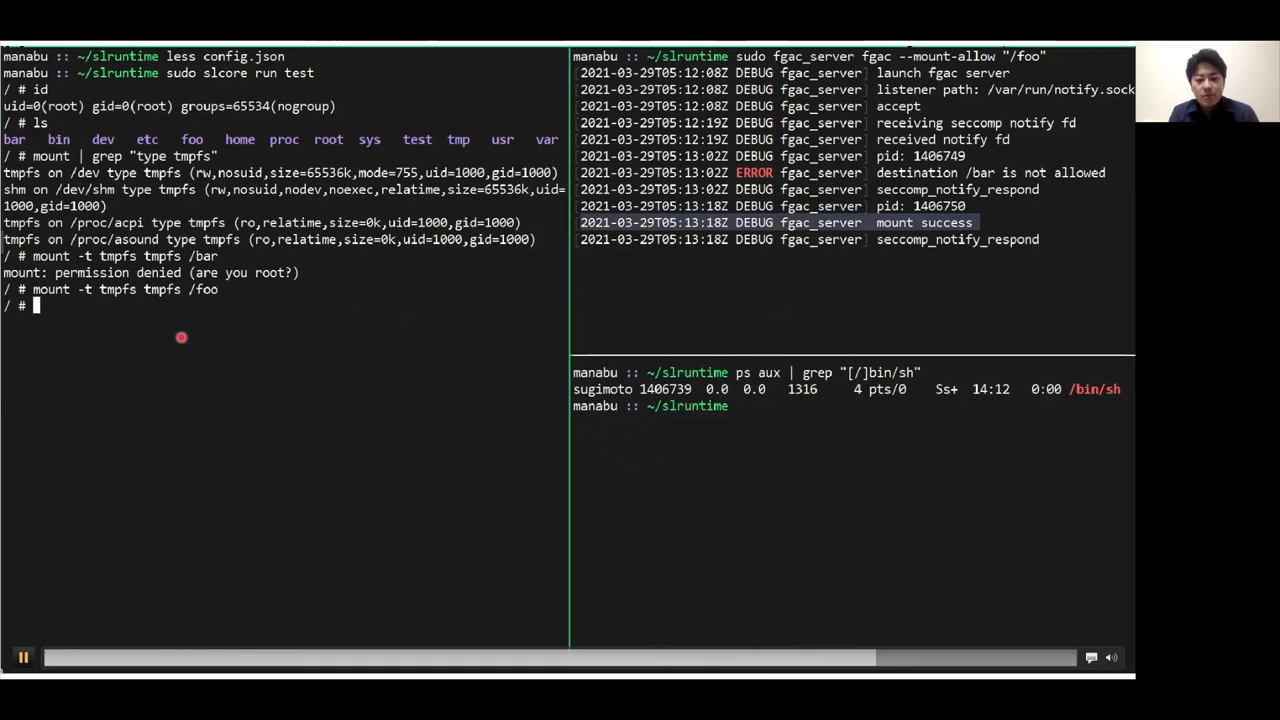 manabu :: ~/slruntime less config.json
manabu :: ~/slruntime sudo slcore run test
/ # id
uid=0(root) gid=0(root) groups=65534(nogroup)
/ # ls
bar bin dev etc foo home proc root sys test tmp usr var
/ # mount | grep "type tmpfs"
tmpfs on /dev type tmpfs (rw,nosuid,size=65536k,mode=755,uid=1000,gid=1000)
shm on /dev/shm type tmpfs (rw,nosuid,nodev,noexec,relatime,size=65536k,uid=
1000,gid=1000)
tmpfs on /proc/acpi type tmpfs (ro,relatime,size=0k,uid=1000,gid=1000)
tmpfs on /proc/asound type tmpfs (ro,relatime,size=0k,uid=1000,gid=1000)
/ # mount -t tmpfs tmpfs /bar
mount: permission denied (are you root?)
/ # mount -t tmpfs tmpfs /foo
/ #
manabu :: ~/slruntime sudo fgac_server fgac --mount-allow "/foo"
[2021-03-29T05:12:08Z DEBUG fgac_server] launch fgac server
[2021-03-29T05:12:08Z DEBUG fgac_server] listener path: /var/run/notify.sock
[2021-03-29T05:12:08Z DEBUG fgac_server] accept
[2021-03-29T05:12:19Z DEBUG fgac_server] receiving seccomp notify fd
[2021-03-29T05:12:19Z DEBUG fgac_server] received notify fd
[2021-03-29T05:13:02Z DEBUG fgac_server] pid: 1406749
[2021-03-29T05:13:02Z ERROR fgac_server] destination /bar is not allowed
[2021-03-29T05:13:02Z DEBUG fgac_server] seccomp_notify_respond
[2021-03-29T05:13:18Z DEBUG fgac_server] pid: 1406750
[2021-03-29T05:13:18Z DEBUG fgac_server] mount success
[2021-03-29T05:13:18Z DEBUG fgac_server] seccomp_notify_respond
manabu :: ~/slruntime ps aux | grep "[/]bin/sh"
sugimoto 1406739 0.0 0.0 1316 4 pts/0 Ss+ 14:12 0:00 /bin/sh
manabu :: ~/slruntime